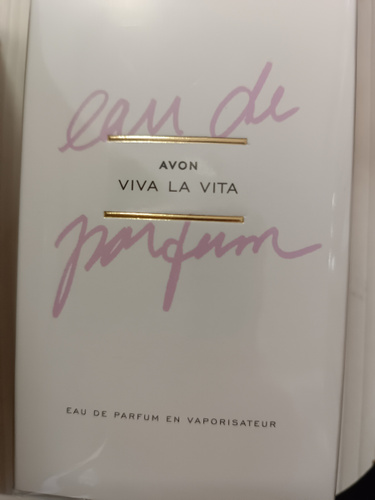 eau de
AVON
VIVA LA VITA
parfum
EAU DE PARFUM EN VAPORISATEUR